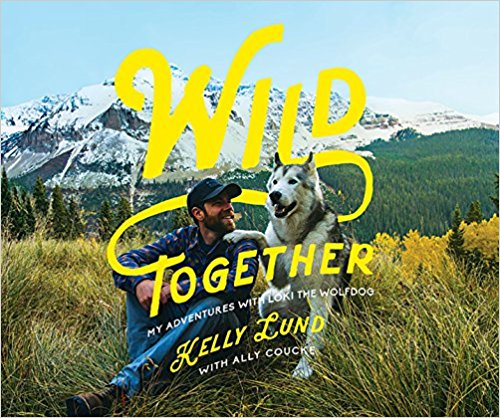 WILD
TOGETHER
MY ADVENTURES WITH LOKI THE WOLFDOG
KELLY LUND
WITH ALLY COUCKE